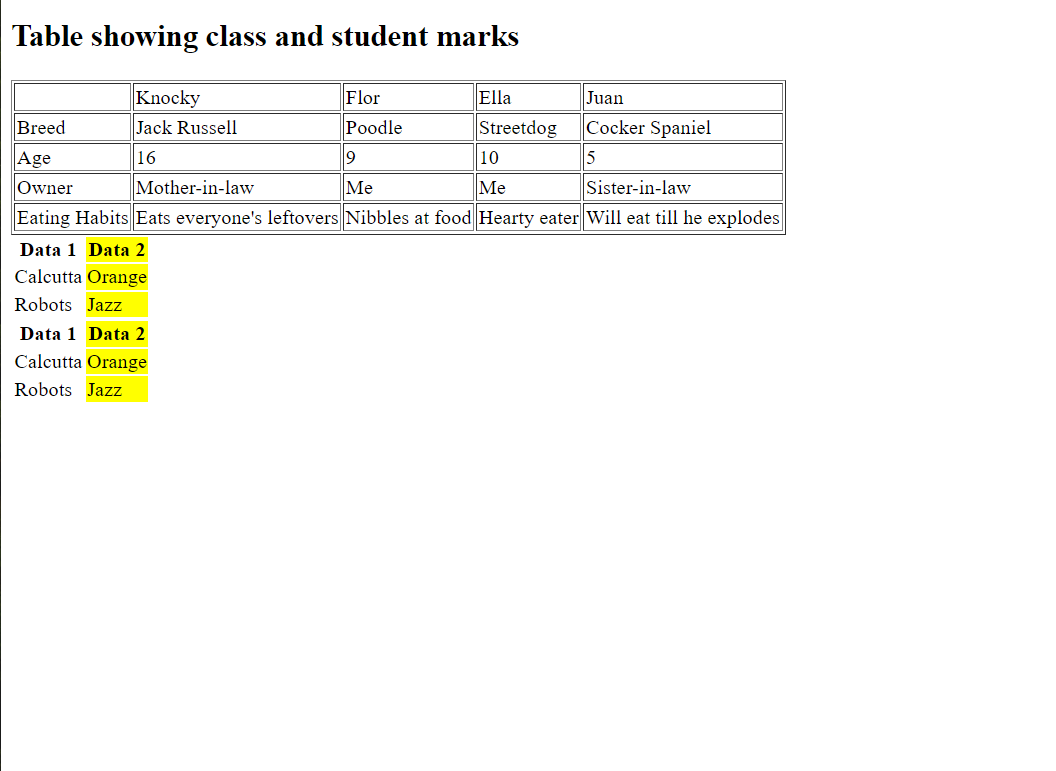 Table showing class and student marks
Knocky Flor Ella Juan
Breed Jack Russell Poodle Streetdog Cocker Spaniel
Age 16 9 10 5
Owner Mother-in-law Me Me Sister-in-law
Eating Habits Eats everyone's leftovers Nibbles at food Hearty eater Will eat till he explodes
Data 1 Data 2
Calcutta Orange
Robots Jazz
Data 1 Data 2
Calcutta Orange
Robots Jazz